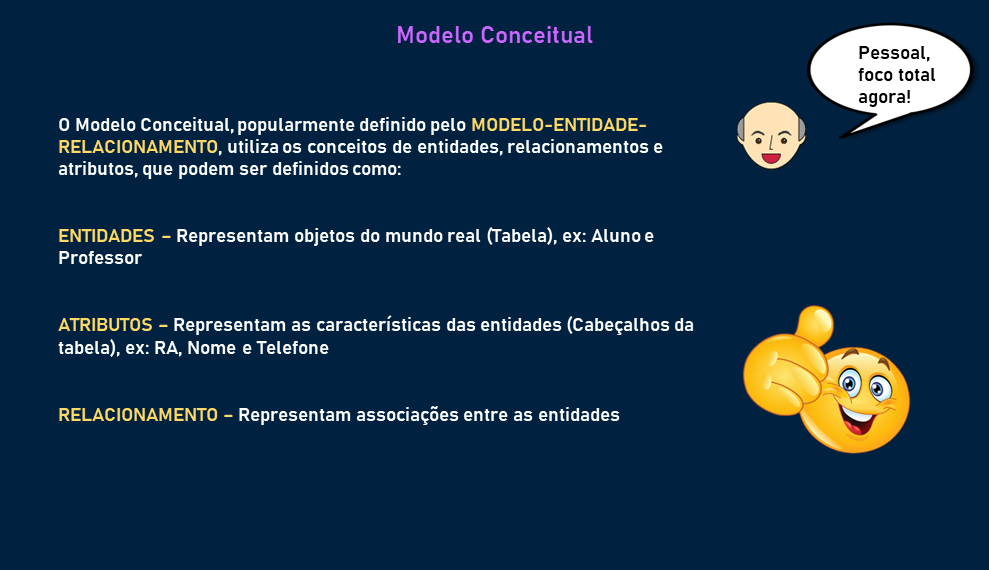 Modelo Conceitual
Pessoal,
foco total
agora!
O Modelo Conceitual, popularmente definido pelo MODELO-ENTIDADE-
RELACIONAMENTO, utiliza os conceitos de entidades, relacionamentos e
atributos, que podem ser definidos como:
ENTIDADES – Representam objetos do mundo real (Tabela), ex: Aluno e
Professor
ATRIBUTOS – Representam as características das entidades (Cabeçalhos da
tabela), ex: RA, Nome e Telefone
RELACIONAMENTO – Representam associações entre as entidades